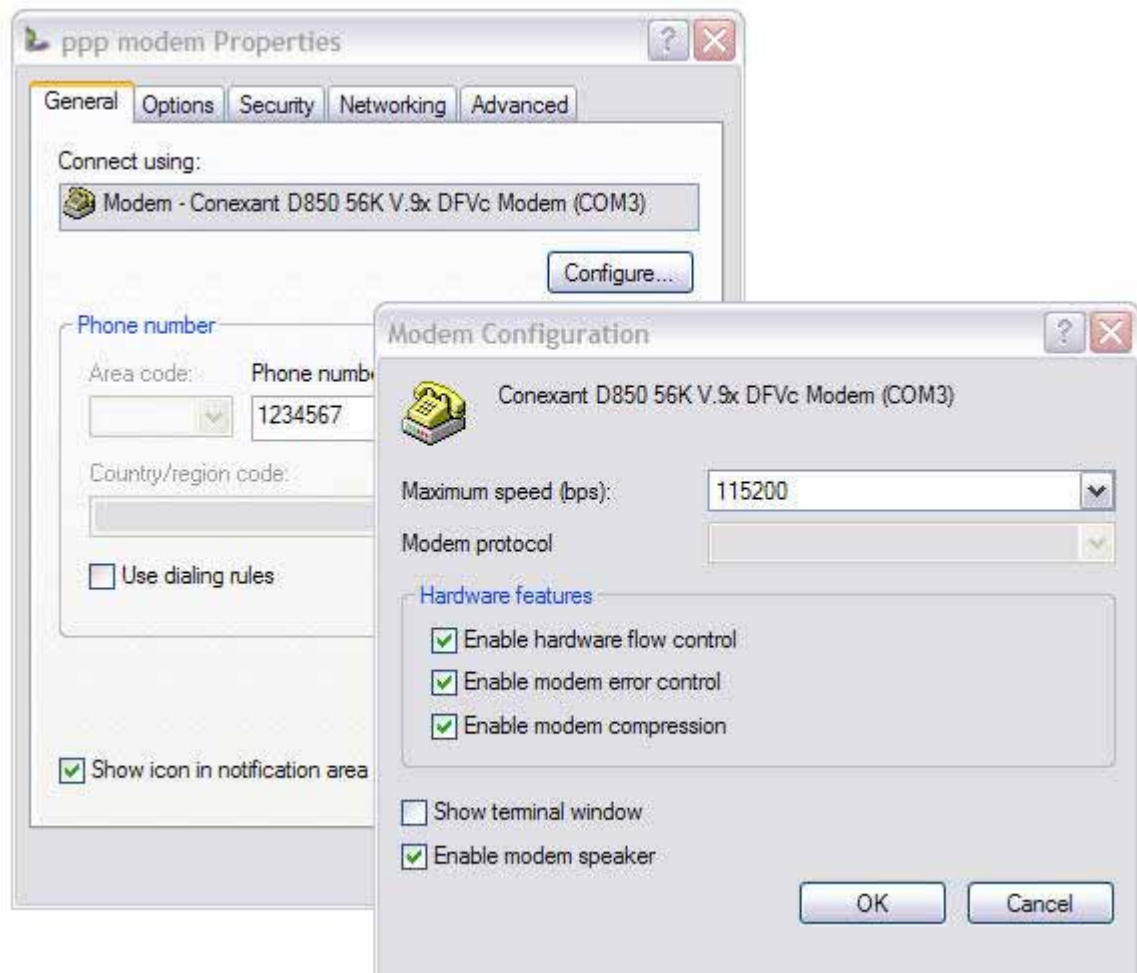 ppp modem Properties
General Options Security Networking Advanced
Connect using:
Modem - Conexant D850 56K V.9x DFVc Modem (COM3)
Configure...
Phone number
Area code:
Phone numbe
1234567
Country/region code:
Use dialing rules
Show icon in notification area
Modem Configuration
Conexant D850 56K V.9x DFVc Modem (COM3)
Maximum speed (bps):
115200
Modem protocol
Hardware features
Enable hardware flow control
Enable modem error control
Enable modem compression
Show terminal window
Enable modem speaker
OK
Cancel